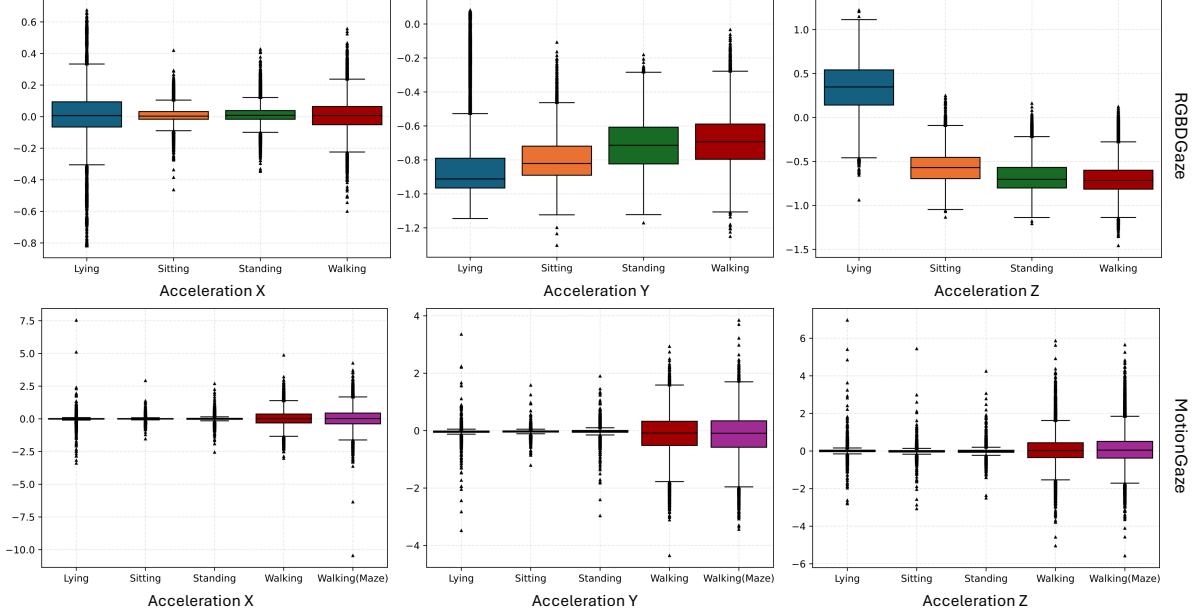 0.6
0.4
0.2
0.0
−0.2
−0.4
−0.6
−0.8
Lying Sitting Standing Walking
Acceleration X
0.0
−0.2
−0.4
−0.6
−0.8
−1.0
−1.2
Lying Sitting Standing Walking
Acceleration Y
1.0
0.5
0.0
−0.5
−1.0
−1.5
Lying Sitting Standing Walking
Acceleration Z
RGBDGaze
7.5
5.0
2.5
0.0
−2.5
−5.0
−7.5
−10.0
Lying Sitting Standing Walking Walking(Maze)
Acceleration X
4
2
0
−2
−4
Lying Sitting Standing Walking Walking(Maze)
Acceleration Y
6
4
2
0
−2
−4
−6
Lying Sitting Standing Walking Walking(Maze)
Acceleration Z
MotionGaze